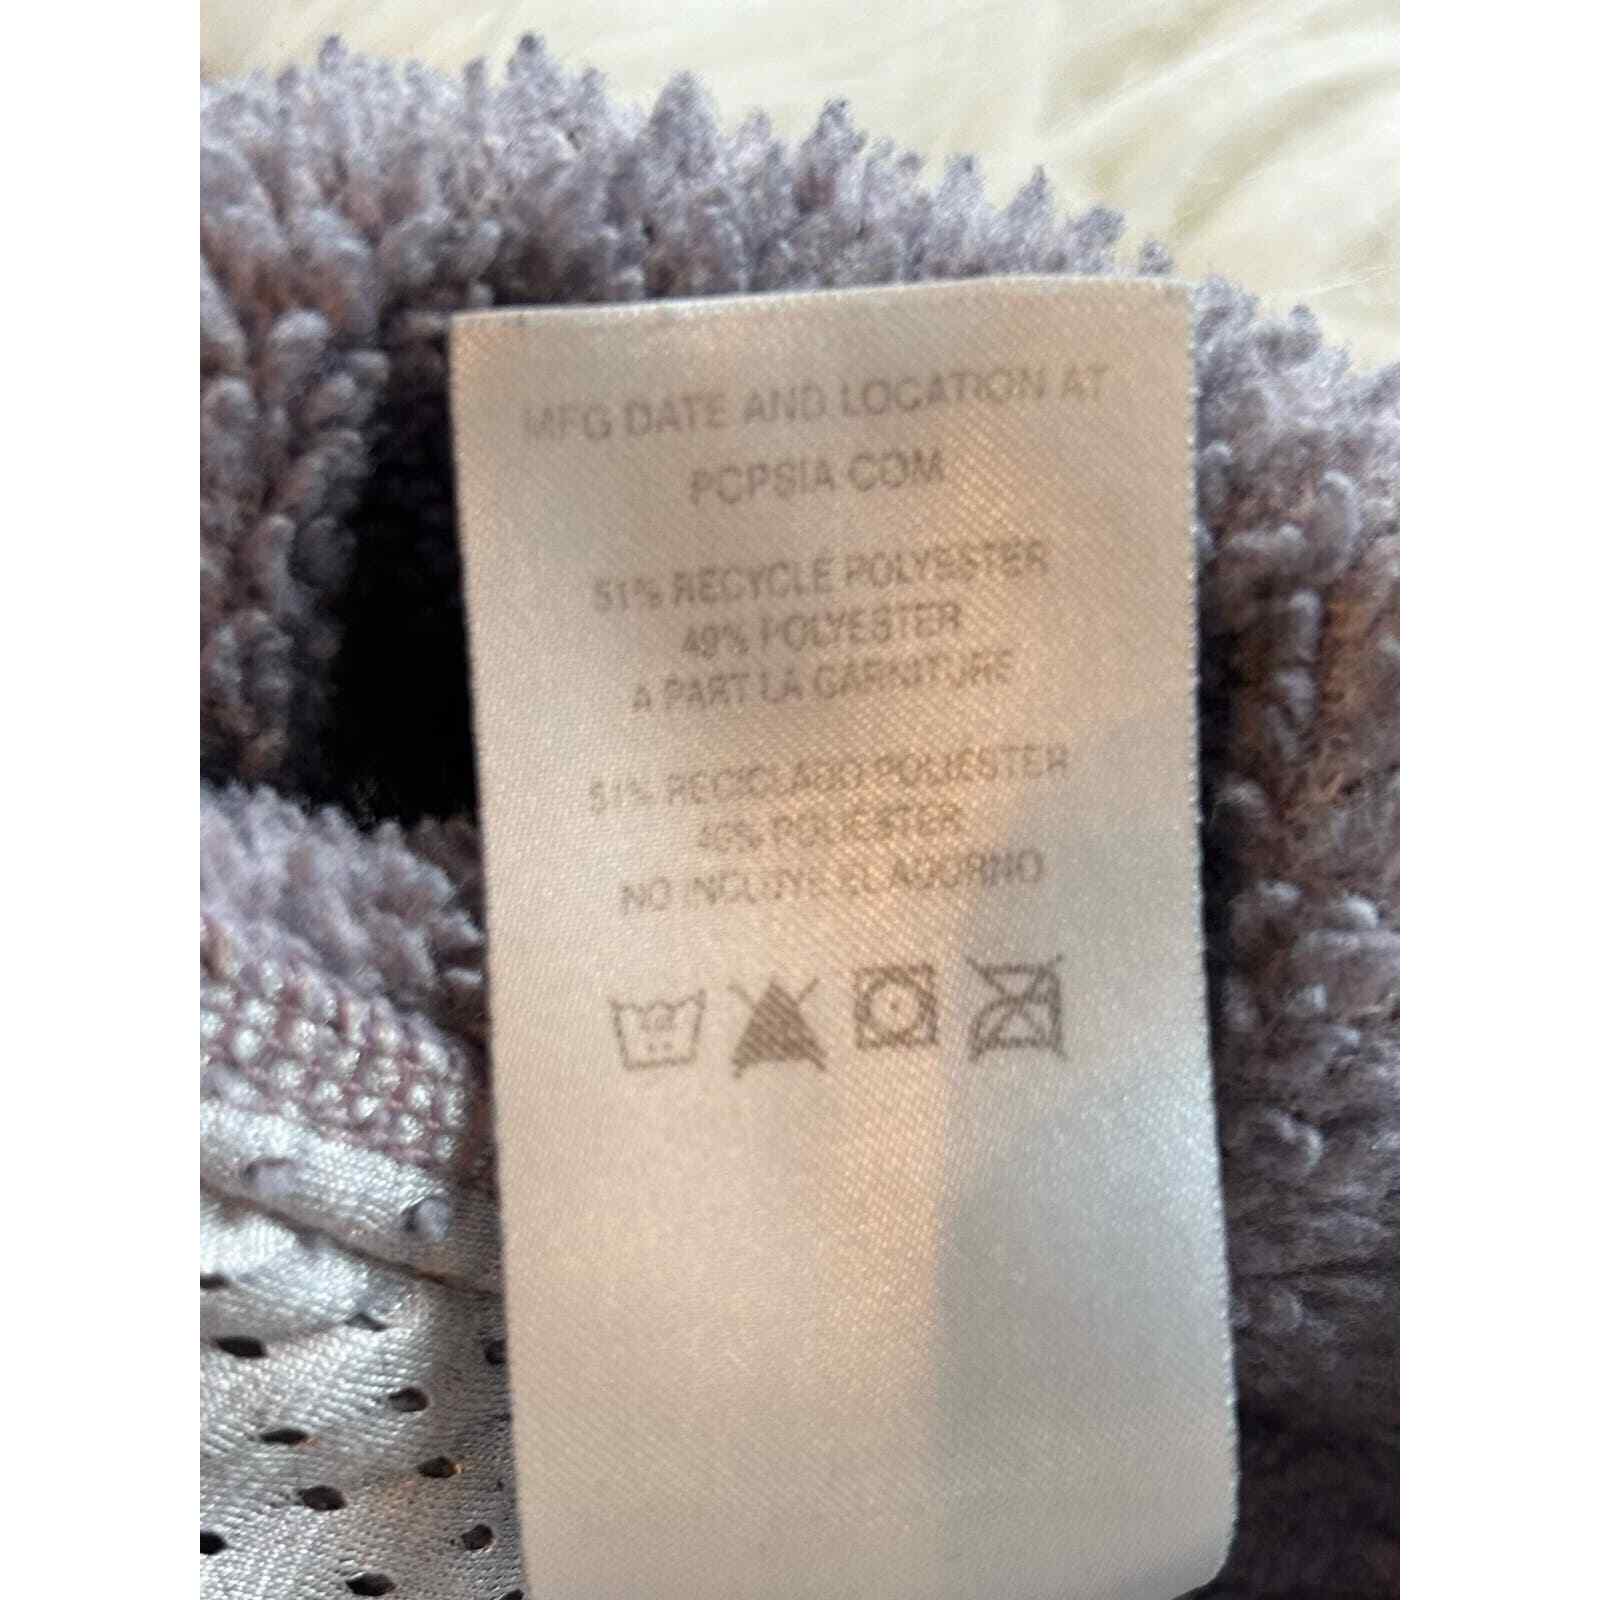 MFG DATE AND LOCATION AT
PCPSIA.COM
51% RECYCLE POLYESTER
49% POLYESTER
A PART LA GARNITURE
51% RECICLADO POLIESTER
49% POLIESTER
NO INCLUYE EL ADORNO